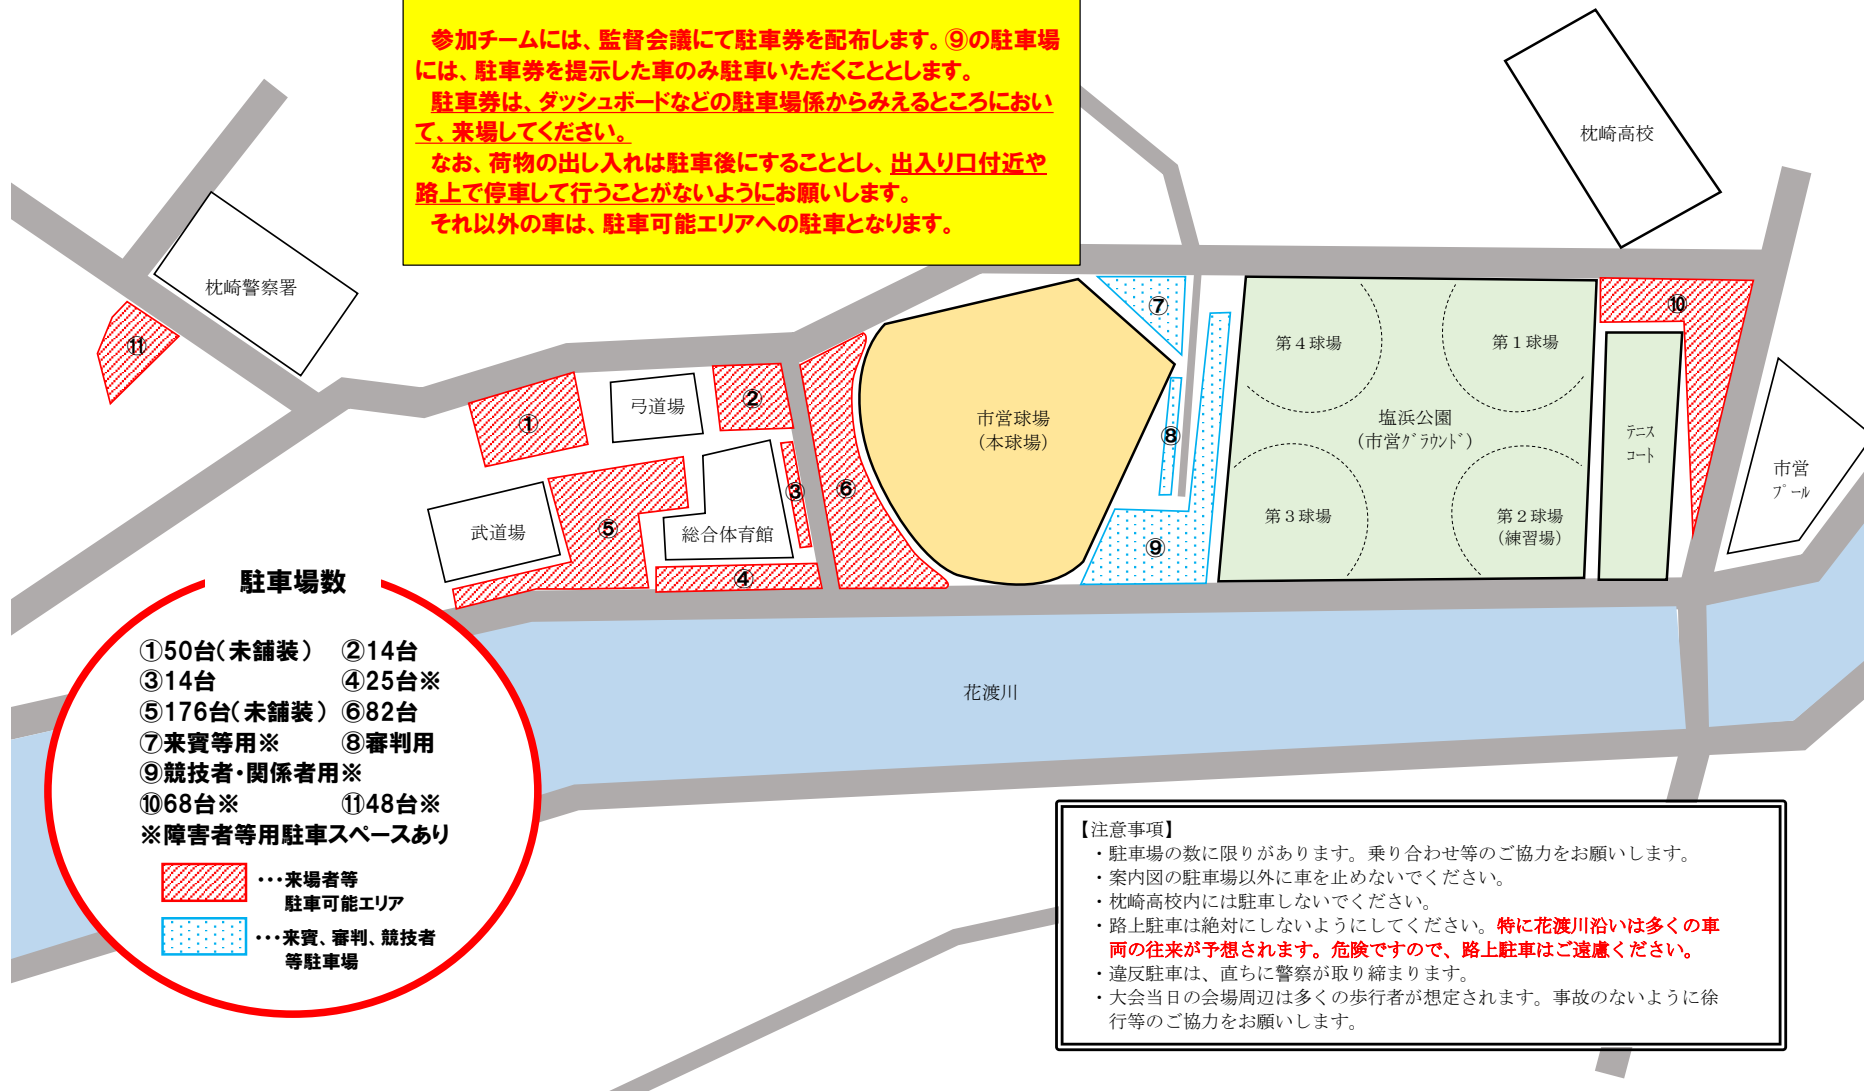 参加チームには、監督会議にて駐車券を配布します。⑨の駐車場
には、駐車券を提示した車のみ駐車いただくこととします。
駐車券は、ダッシュボードなどの駐車場係からみえるところにおい
て、来場してください。
なお、荷物の出し入れは駐車後にすることとし、出入り口付近や
路上で停車して行うことがないようにお願いします。
それ以外の車は、駐車可能エリアへの駐車となります。
枕崎高校
枕崎警察署
⑪
①
弓道場
②
⑦
⑩
第４球場
第１球場
市営球場
(本球場)
⑧
塩浜公園
(市営ｸﾞﾗｳﾝﾄﾞ)
ﾃﾆｽ
ｺｰﾄ
市営
ﾌﾟｰﾙ
武道場
⑤
総合体育館
③
⑥
④
⑨
第３球場
第２球場
(練習場)
花渡川
駐車場数
①50台(未舗装) ②14台
③14台 ④25台※
⑤176台(未舗装) ⑥82台
⑦来賓等用※ ⑧審判用
⑨競技者・関係者用※
⑩68台※ ⑪48台※
※障害者等用駐車スペースあり
･･･来場者等
駐車可能エリア
･･･来賓、審判、競技者
等駐車場
【注意事項】
・駐車場の数に限りがあります。乗り合わせ等のご協力をお願いします。
・案内図の駐車場以外に車を止めないでください。
・枕崎高校内には駐車しないでください。
・路上駐車は絶対にしないようにしてください。特に花渡川沿いは多くの車
両の往来が予想されます。危険ですので、路上駐車はご遠慮ください。
・違反駐車は、直ちに警察が取り締まります。
・大会当日の会場周辺は多くの歩行者が想定されます。事故のないように徐
行等のご協力をお願いします。